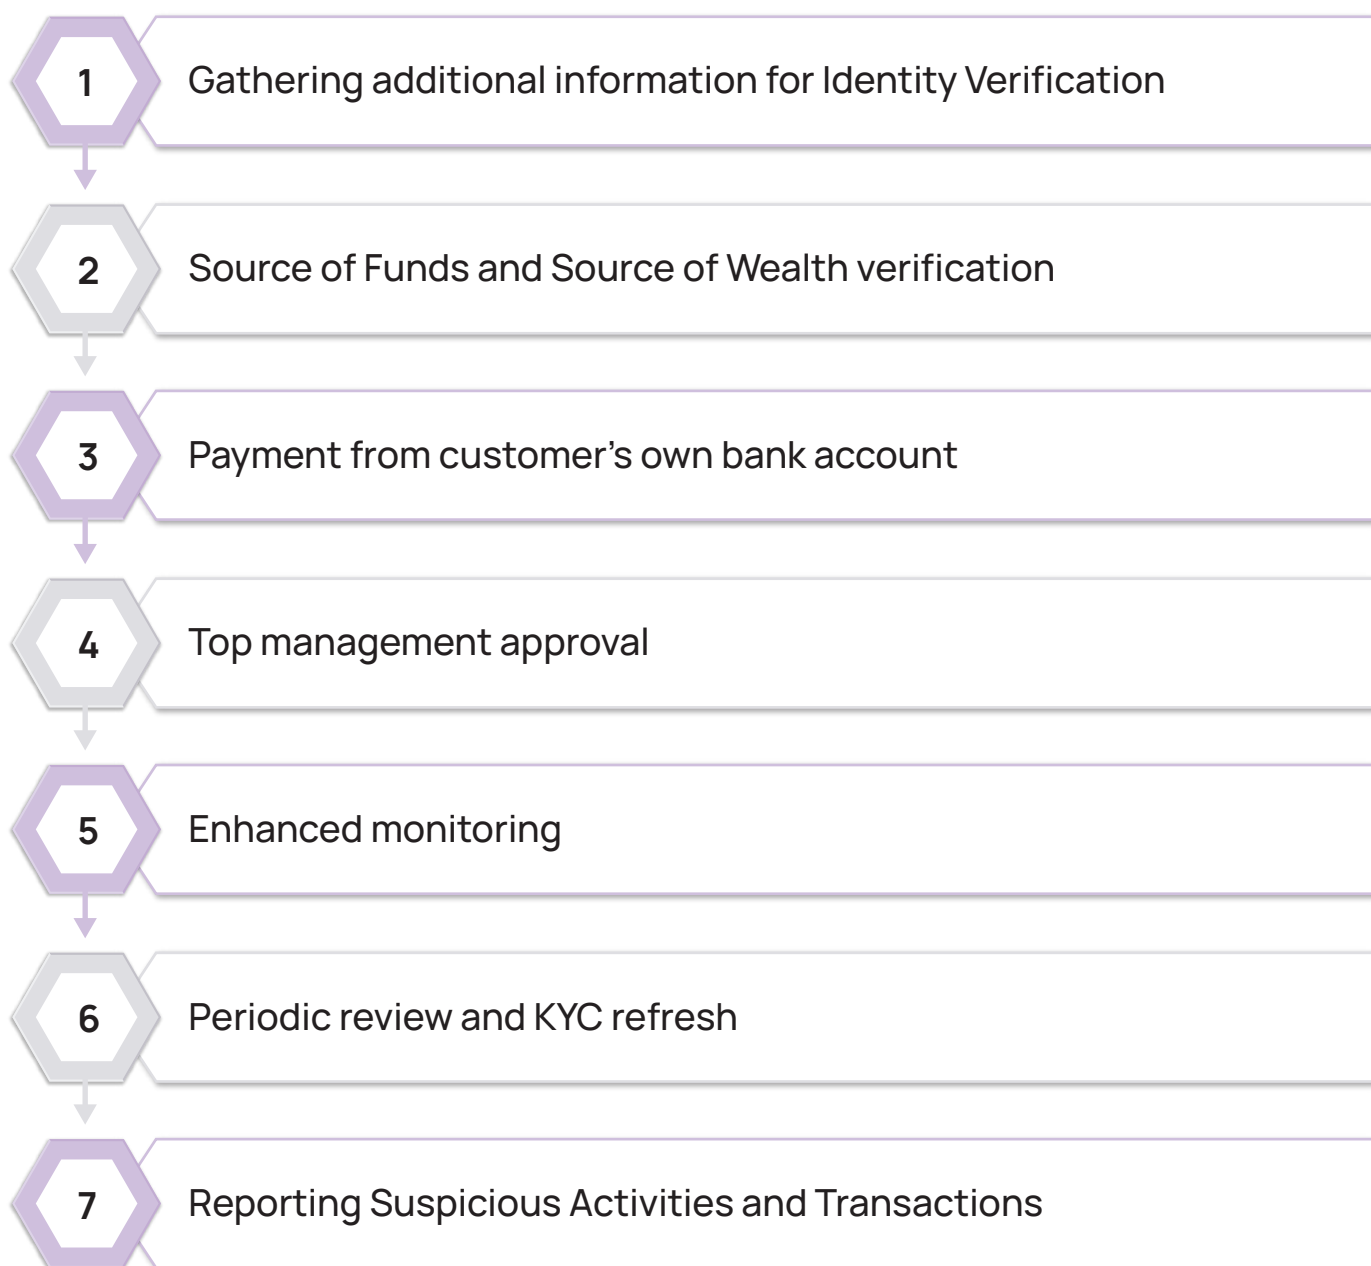 1
Gathering additional information for Identity Verification
2
Source of Funds and Source of Wealth verification
3
Payment from customer’s own bank account
4
Top management approval
5
Enhanced monitoring
6
Periodic review and KYC refresh
7
Reporting Suspicious Activities and Transactions